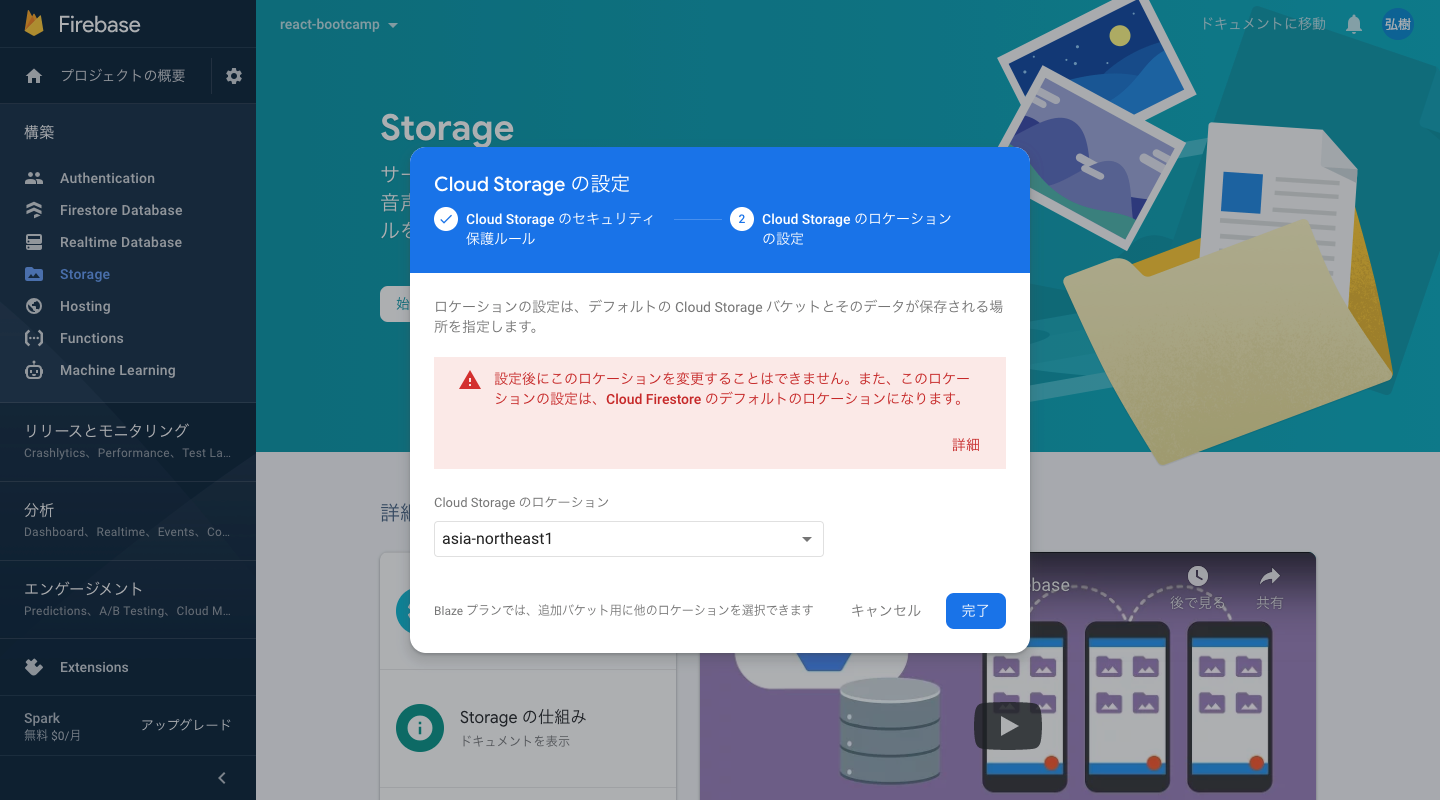 Firebase
プロジェクトの概要
構築
Authentication
Firestore Database
Realtime Database
Storage
Hosting
Functions
Machine Learning
リリースとモニタリング
Crashlytics、Performance、Test La...
分析
Dashboard、Realtime、Events、Co...
エンゲージメント
Predictions、A/B Testing、Cloud M...
Extensions
Spark
無料 $0/月
アップグレード
react-bootcamp
ドキュメントに移動
弘樹
Storage
サー
音声
ルを
始
Cloud Storage の設定
Cloud Storage のセキュリティ
保護ルール
2
Cloud Storage のロケーション
の設定
ロケーションの設定は、デフォルトの Cloud Storage バケットとそのデータが保存される場
所を指定します。
設定後にこのロケーションを変更することはできません。また、このロケー
ションの設定は、Cloud Firestore のデフォルトのロケーションになります。
詳細
Cloud Storage のロケーション
asia-northeast1
Blaze プランでは、追加バケット用に他のロケーションを選択できます
キャンセル
完了
詳細
base
後で見る
共有
Storage の仕組み
ドキュメントを表示